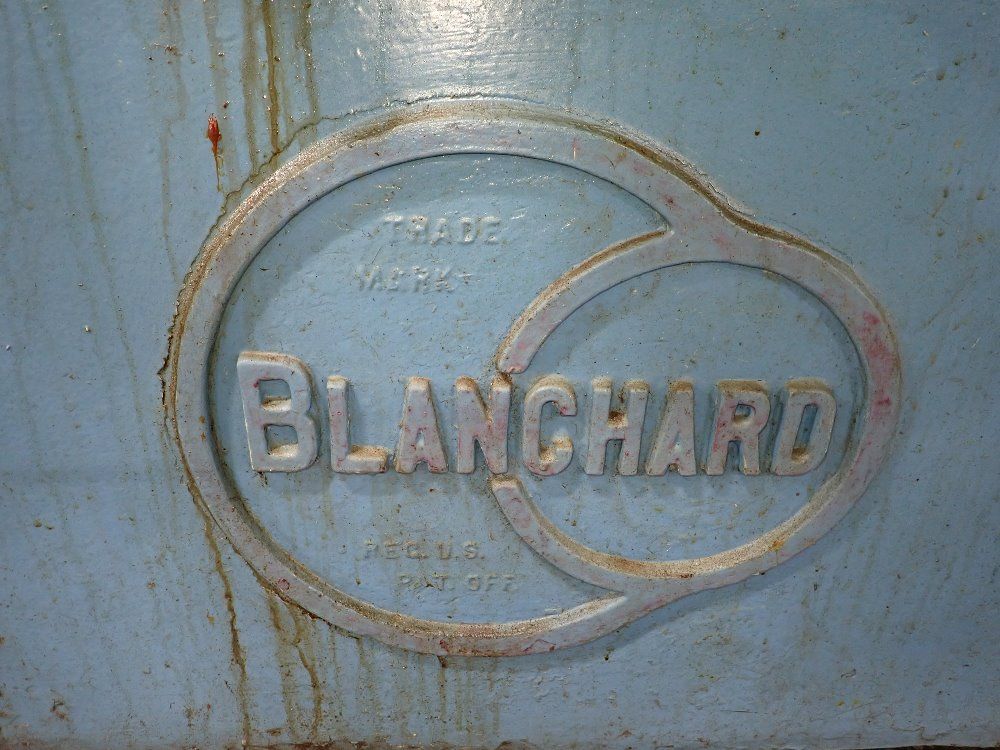 TRADE
MARK
BLANCHARD
REG. U.S.
PAT. OFF.